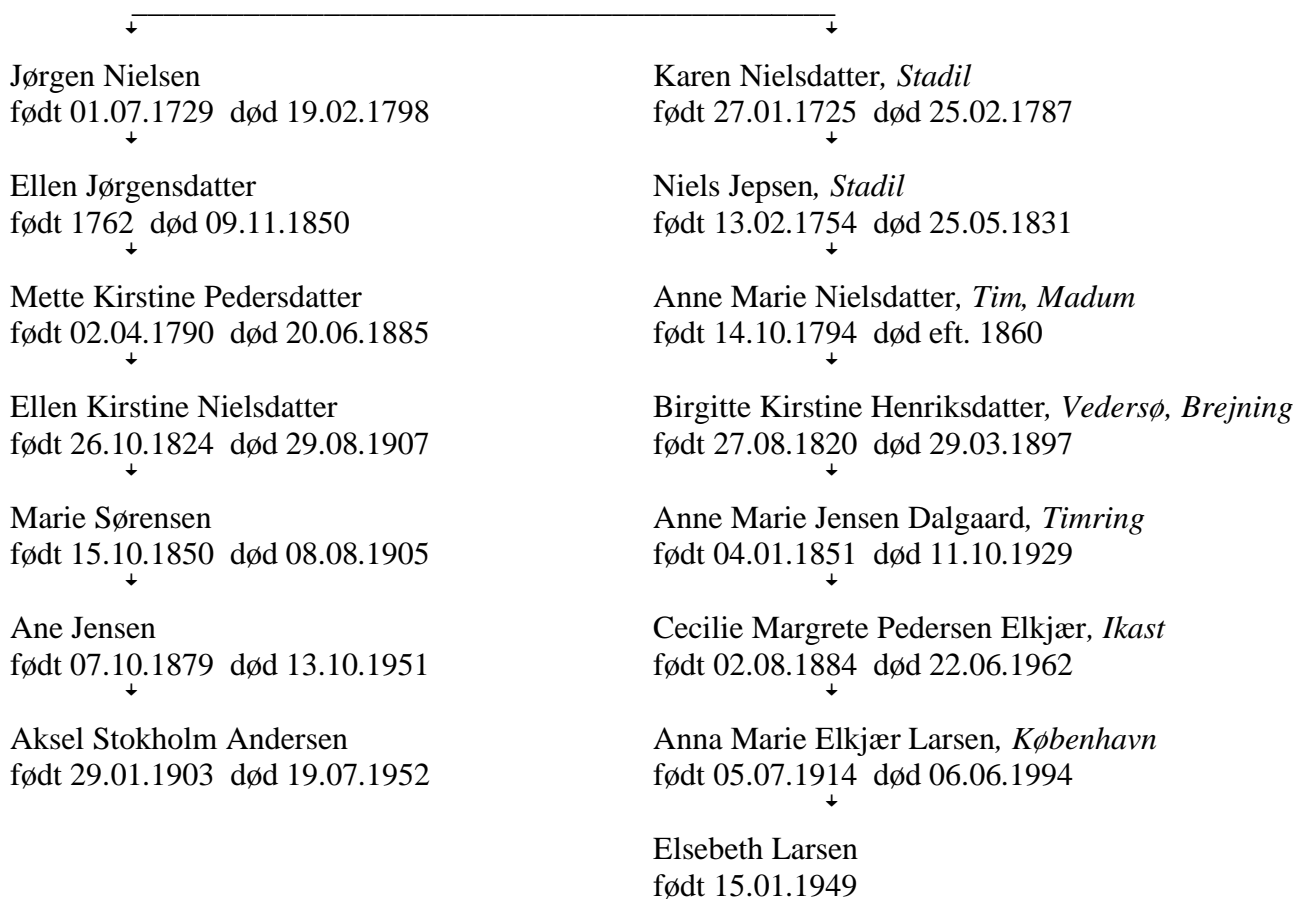 Jørgen Nielsen
født 01.07.1729 død 19.02.1798
Ellen Jørgensdatter
født 1762 død 09.11.1850
Mette Kirstine Pedersdatter
født 02.04.1790 død 20.06.1885
Ellen Kirstine Nielsdatter
født 26.10.1824 død 29.08.1907
Marie Sørensen
født 15.10.1850 død 08.08.1905
Ane Jensen
født 07.10.1879 død 13.10.1951
Aksel Stokholm Andersen
født 29.01.1903 død 19.07.1952
Karen Nielsdatter, Stadil
født 27.01.1725 død 25.02.1787
Niels Jepsen, Stadil
født 13.02.1754 død 25.05.1831
Anne Marie Nielsdatter, Tim, Madum
født 14.10.1794 død eft. 1860
Birgitte Kirstine Henriksdatter, Vedersø, Brejning
født 27.08.1820 død 29.03.1897
Anne Marie Jensen Dalgaard, Timring
født 04.01.1851 død 11.10.1929
Cecilie Margrete Pedersen Elkjær, Ikast
født 02.08.1884 død 22.06.1962
Anna Marie Elkjær Larsen, København
født 05.07.1914 død 06.06.1994
Elsebeth Larsen
født 15.01.1949